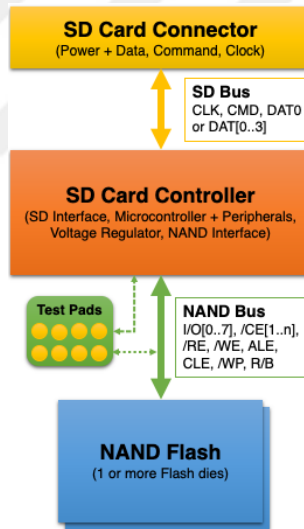 SD Card Connector
(Power + Data, Command, Clock)
SD Bus
CLK, CMD, DAT0
or DAT[0..3]
SD Card Controller
(SD Interface, Microcontroller + Peripherals,
Voltage Regulator, NAND Interface)
Test Pads
NAND Bus
I/O[0..7], /CE[1..n],
/RE, /WE, ALE,
CLE, /WP, R/B
NAND Flash
(1 or more Flash dies)